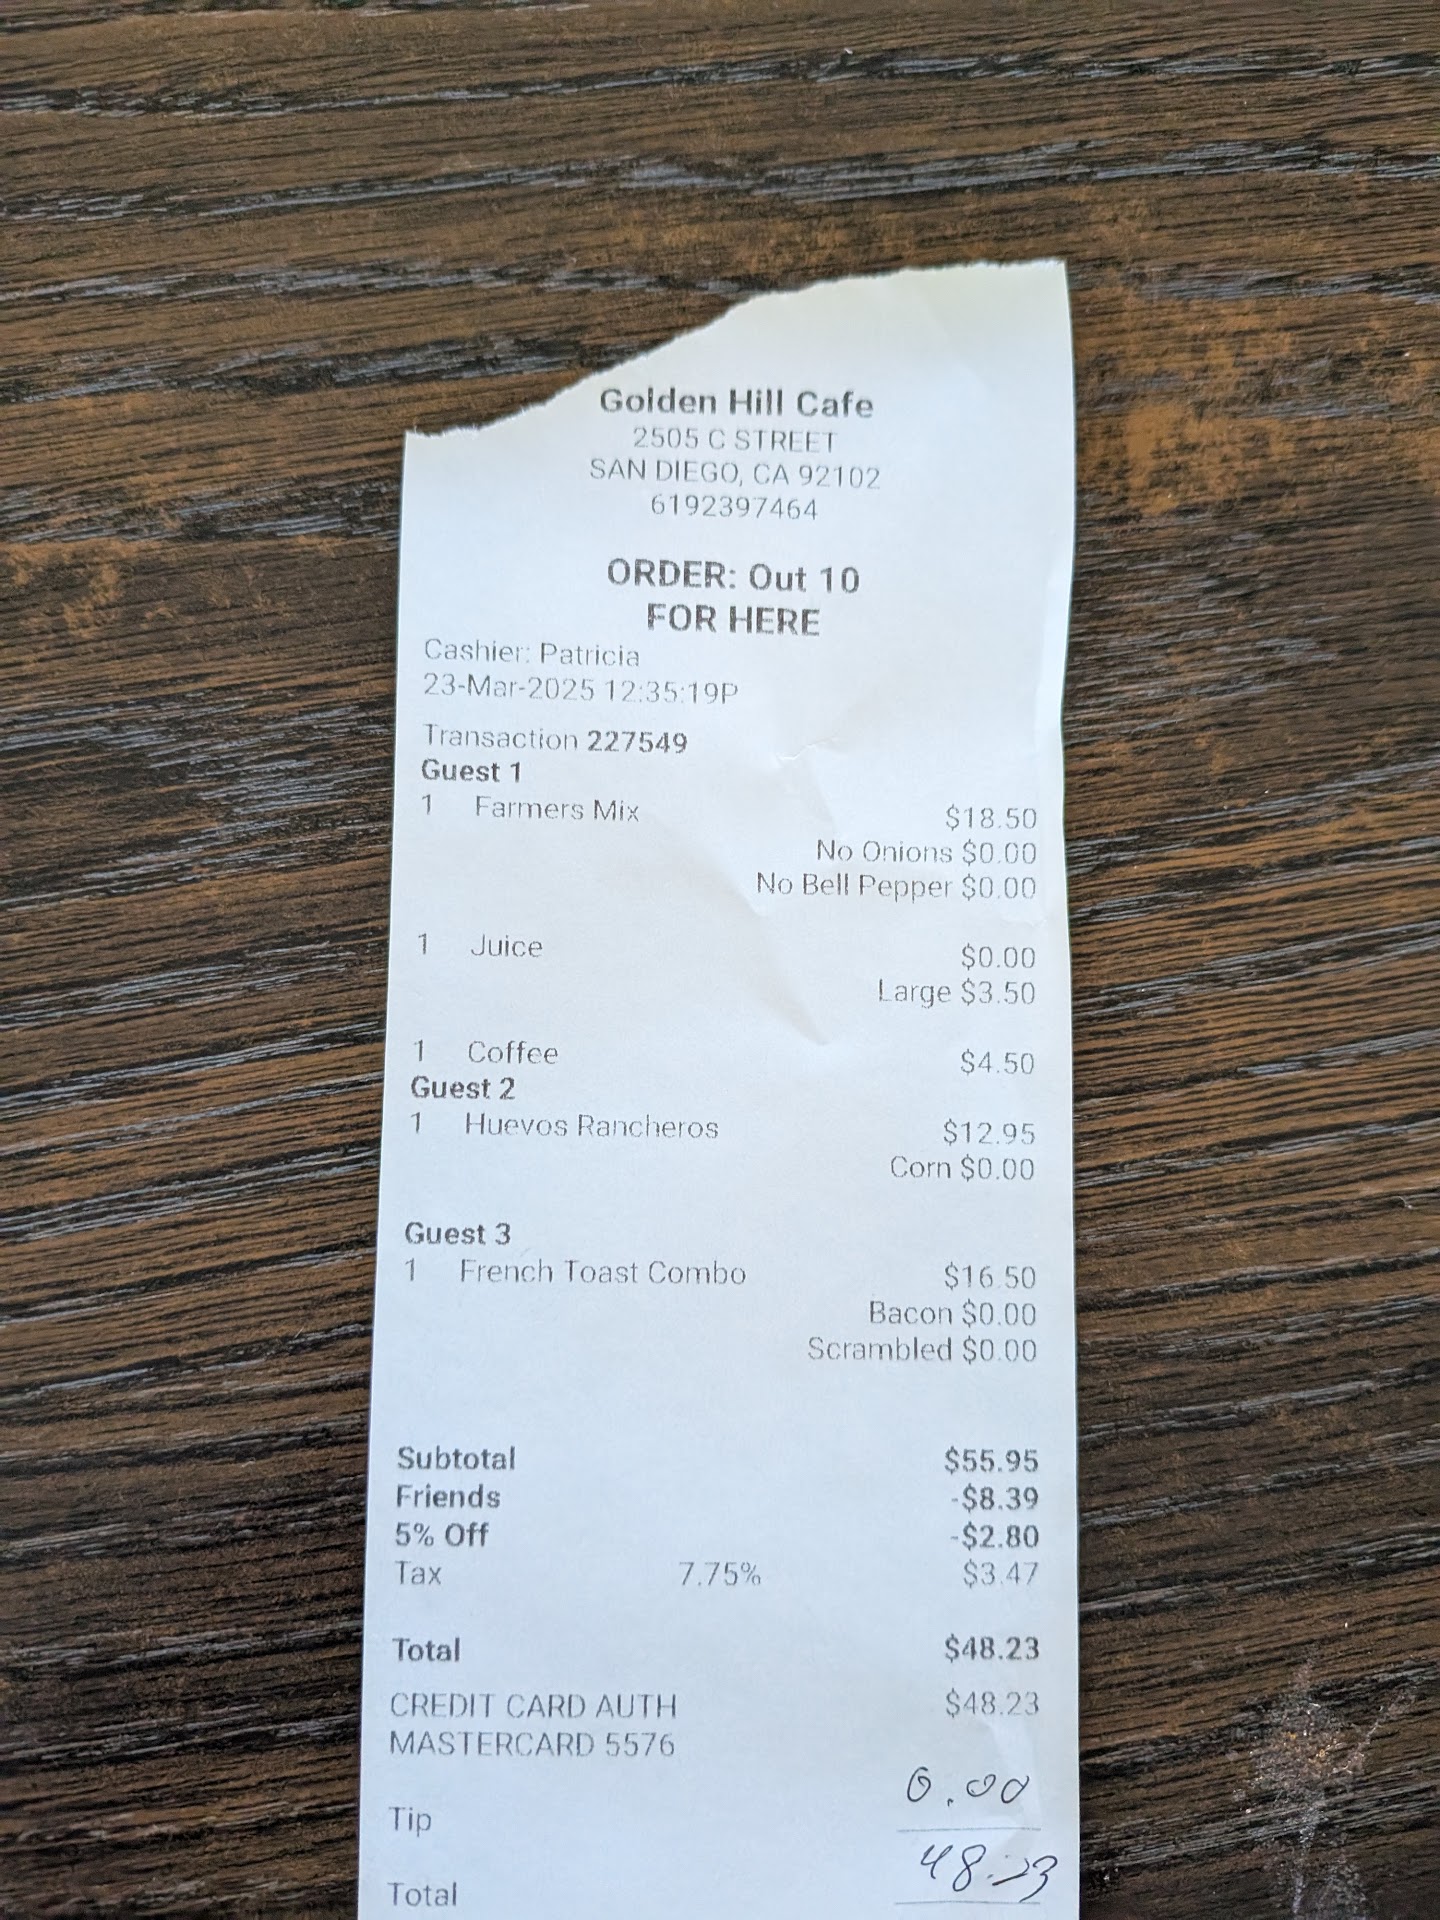 Golden Hill Cafe
2505 C STREET
SAN DIEGO, CA 92102
6192397464
ORDER: Out 10
FOR HERE
Cashier: Patricia
23-Mar-2025 12:35:19P
Transaction 227549
Guest 1
1 Farmers Mix $18.50
No Onions $0.00
No Bell Pepper $0.00
1 Juice $0.00
Large $3.50
1 Coffee $4.50
Guest 2
1 Huevos Rancheros $12.95
Corn $0.00
Guest 3
1 French Toast Combo $16.50
Bacon $0.00
Scrambled $0.00
Subtotal $55.95
Friends -$8.39
5% Off -$2.80
Tax 7.75% $3.47
Total $48.23
CREDIT CARD AUTH $48.23
MASTERCARD 5576
Tip 0.00
Total 48.23